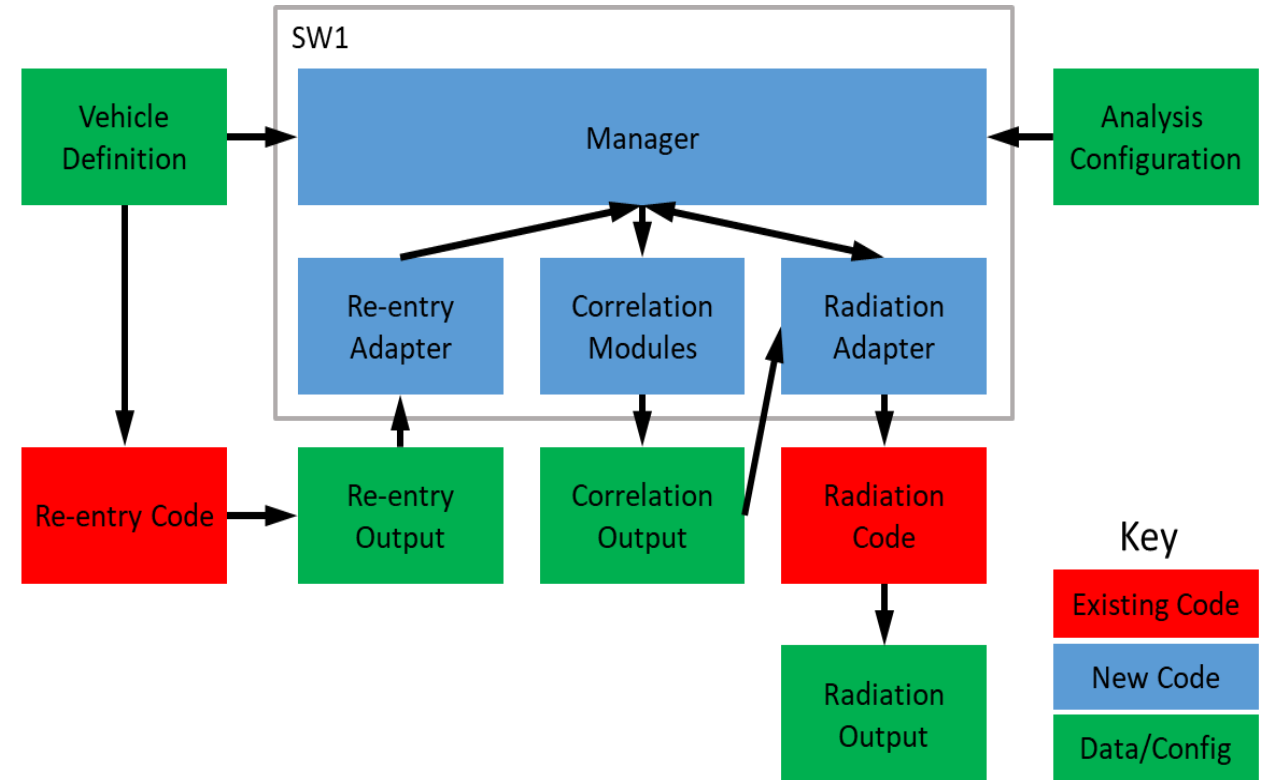 SW1
Vehicle
Definition
Manager
Analysis
Configuration
Re-entry
Adapter
Correlation
Modules
Radiation
Adapter
Re-entry Code
Re-entry
Output
Correlation
Output
Radiation
Code
Key
Existing Code
New Code
Radiation
Output
Data/Config